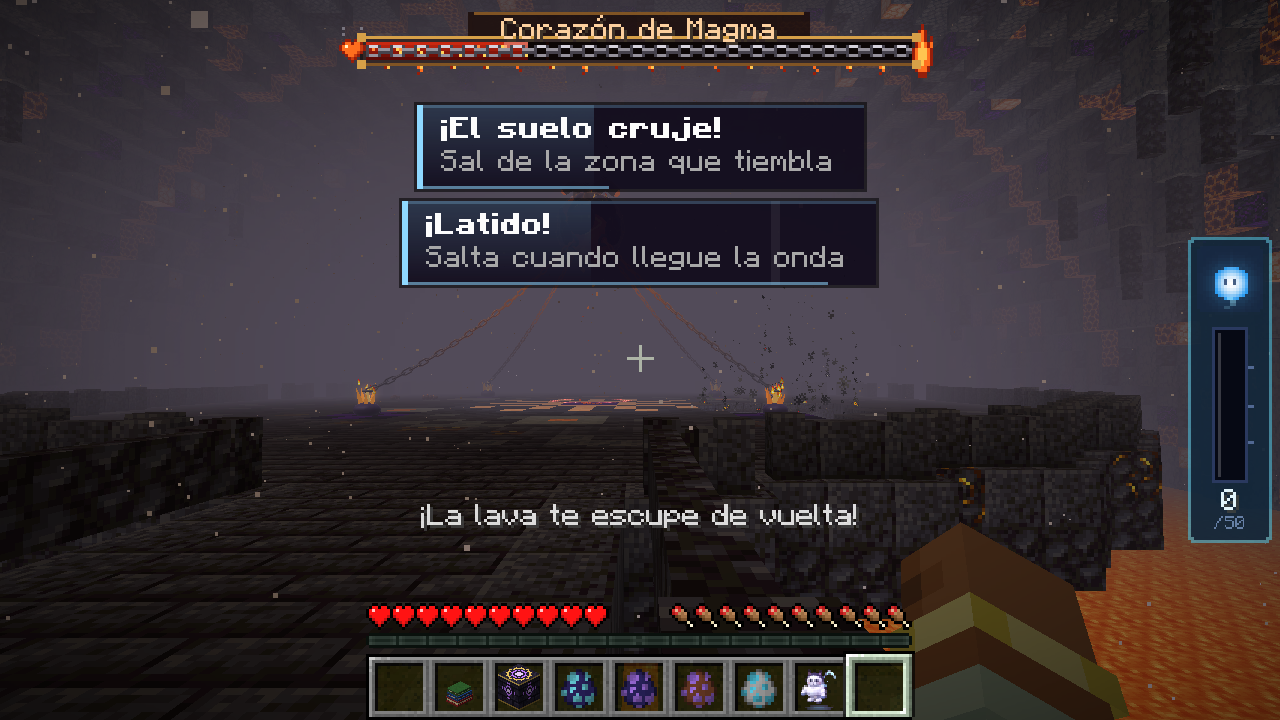 Corazón de Magma
¡El suelo cruje!
Sal de la zona que tiembla
¡Latido!
Salta cuando llegue la onda
0
/50
¡La lava te escupe de vuelta!